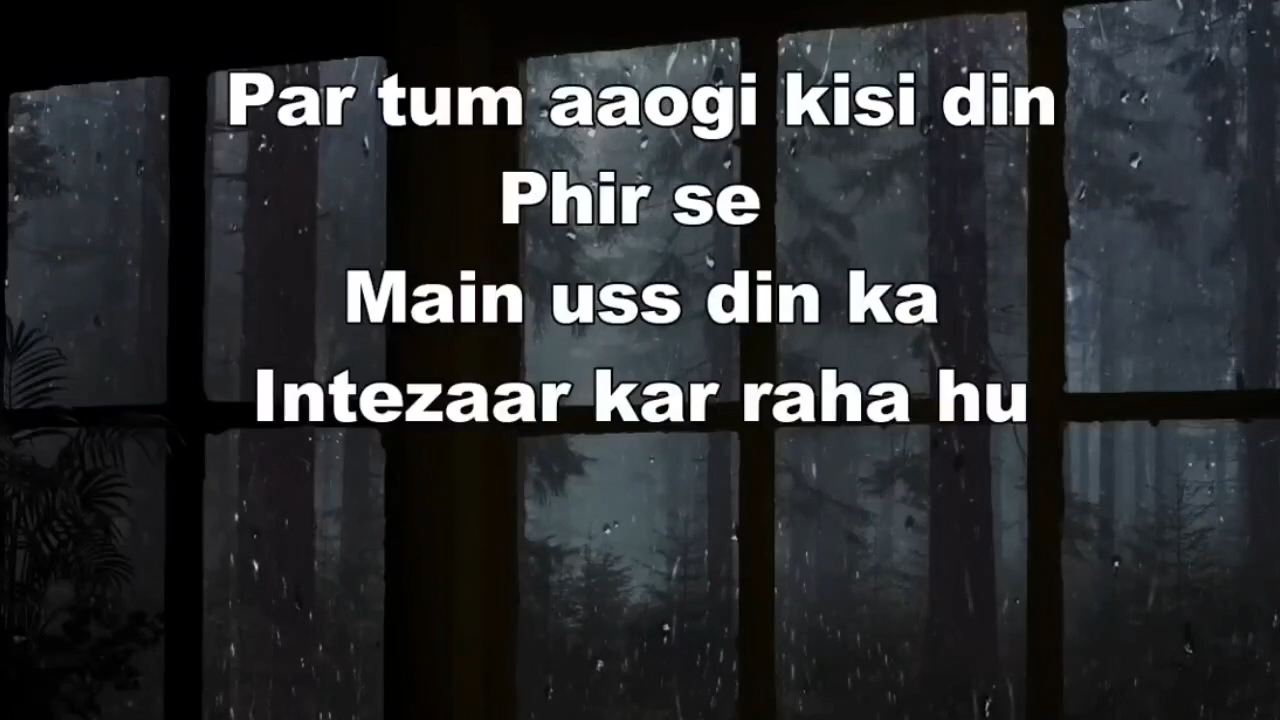 Par tum aaogi kisi din
Phir se
Main uss din ka
Intezaar kar raha hu